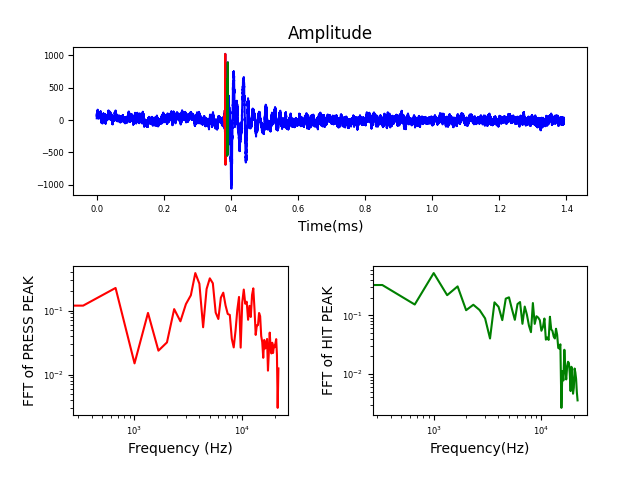 Amplitude
1000
500
0
−500
−1000
0.0 0.2 0.4 0.6 0.8 1.0 1.2 1.4
Time(ms)
FFT of PRESS PEAK
10⁻¹
10⁻²
10³ 10⁴
Frequency (Hz)
FFT of HIT PEAK
10⁻¹
10⁻²
10³ 10⁴
Frequency(Hz)